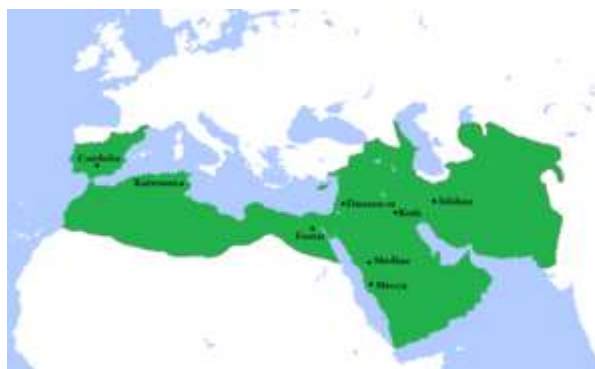 Cordoba
Kairouan
Damascus
Kufa
Isfahan
Fustat
Medina
Mecca